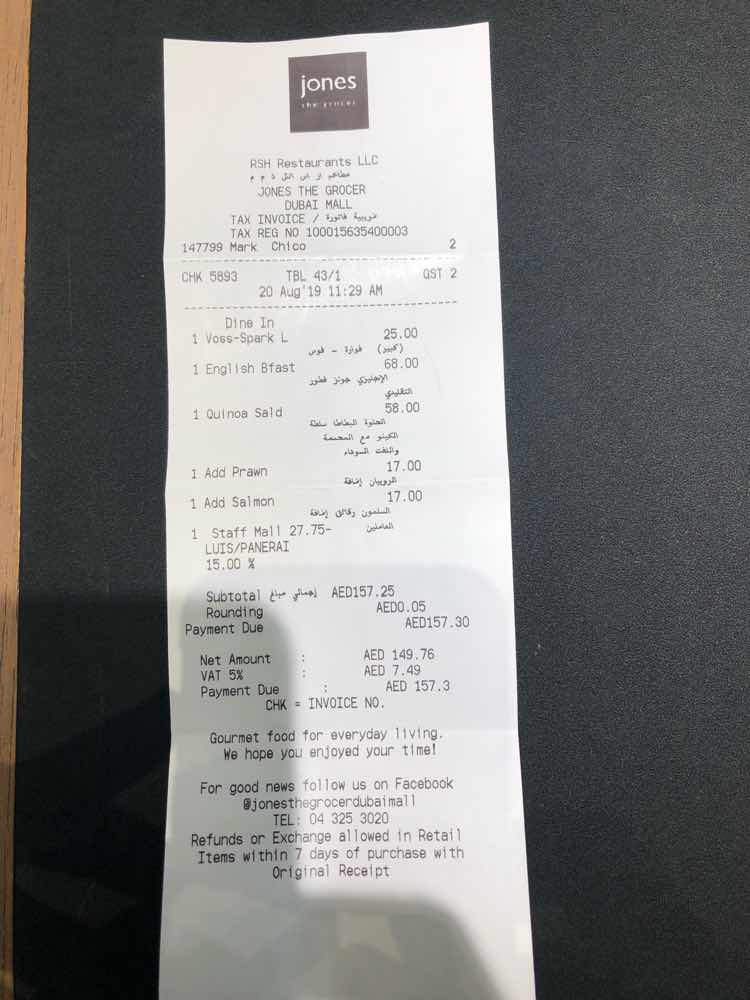 jones
the grocer
RSH Restaurants LLC
مطاعم ار اس اتش ذ م م
JONES THE GROCER
DUBAI MALL
TAX INVOICE / ضريبية فاتورة
TAX REG NO 100015635400003
147799 Mark Chico 2
CHK 5893 TBL 43/1 GST 2
20 Aug'19 11:29 AM
Dine In
1 Voss-Spark L 25.00
(كبير) فوارة - فوس
1 English Bfast 68.00
الإنجليزي جونز فطور
التقليدي
1 Quinoa Sald 58.00
الحلوة البطاطا سلطة
الكينو مع المحمصة
واللفت السوداء
1 Add Prawn 17.00
الروبيان إضافة
1 Add Salmon 17.00
السلمون رقائق إضافة
1 Staff Mall 27.75- العاملين
LUIS/PANERAI
15.00 %
Subtotal إجمالي مبلغ AED157.25
Rounding AED0.05
Payment Due AED157.30
Net Amount : AED 149.76
VAT 5% : AED 7.49
Payment Due : AED 157.3
CHK = INVOICE NO.
Gourmet food for everyday living.
We hope you enjoyed your time!
For good news follow us on Facebook
@jonesthegrocerdubaimall
TEL: 04 325 3020
Refunds or Exchange allowed in Retail
Items within 7 days of purchase with
Original Receipt